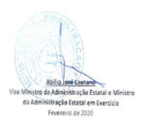 Abílio José Caetano
Vice Ministro da Administração Estatal e Ministro
da Administração Estatal em Exercício
Fevereiro de 2020